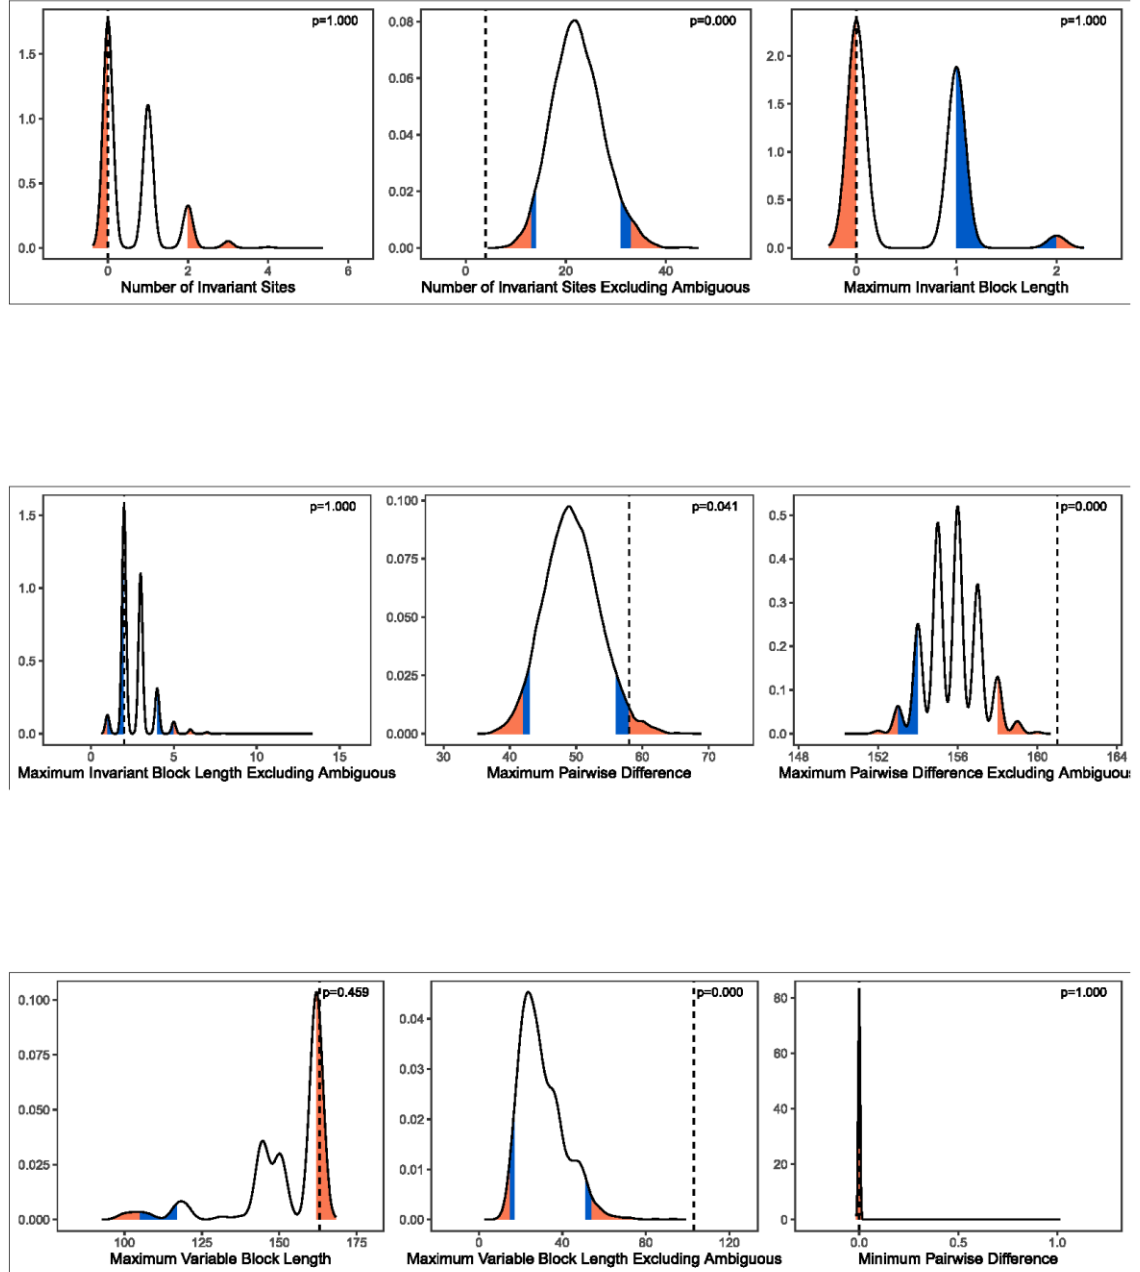 p=1.000
1.5
1.0
0.5
0.0
0 2 4 6
Number of Invariant Sites
p=0.000
0.08
0.06
0.04
0.02
0.00
0 20 40
Number of Invariant Sites Excluding Ambiguous
p=1.000
2.0
1.5
1.0
0.5
0.0
0 1 2
Maximum Invariant Block Length
p=1.000
1.5
1.0
0.5
0.0
0 5 10 15
Maximum Invariant Block Length Excluding Ambiguous
p=0.041
0.100
0.075
0.050
0.025
0.000
30 40 50 60 70
Maximum Pairwise Difference
p=0.000
0.5
0.4
0.3
0.2
0.1
0.0
148 152 156 160 164
Maximum Pairwise Difference Excluding Ambiguous
p=0.459
0.100
0.075
0.050
0.025
0.000
100 125 150 175
Maximum Variable Block Length
p=0.000
0.04
0.03
0.02
0.01
0.00
0 40 80 120
Maximum Variable Block Length Excluding Ambiguous
p=1.000
80
60
40
20
0
0.0 0.5 1.0
Minimum Pairwise Difference